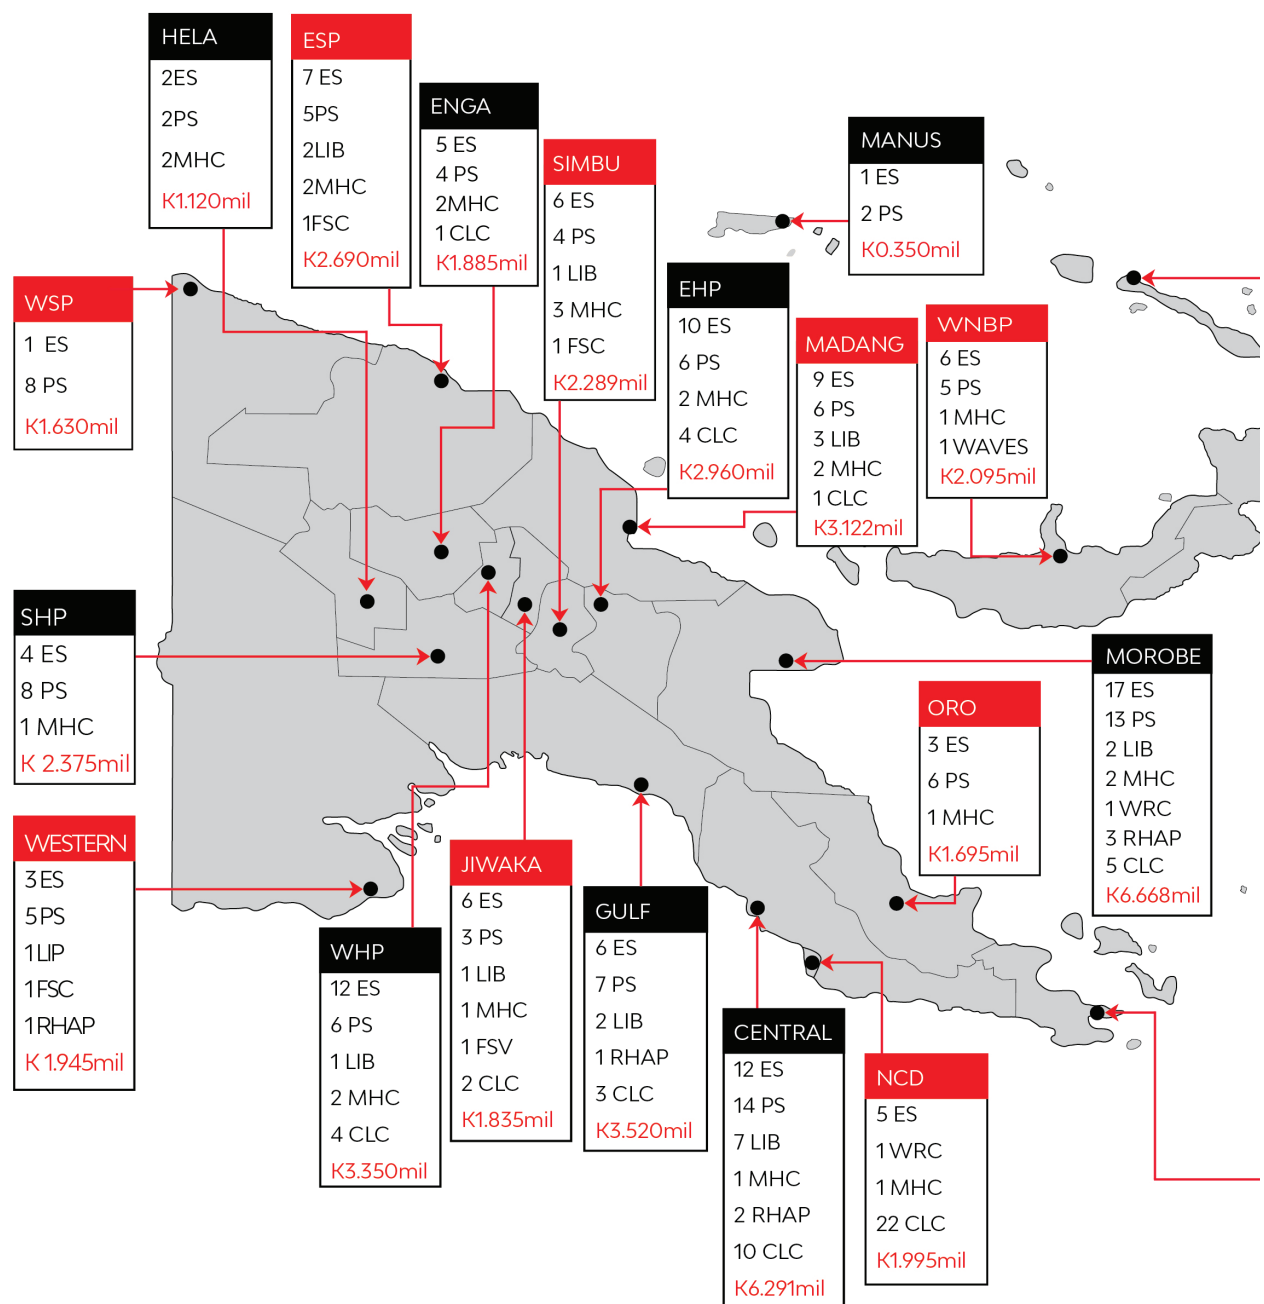 HELA
2ES
2PS
2MHC
K1.120mil
ESP
7 ES
5PS
2LIB
2MHC
1FSC
K2.690mil
ENGA
5 ES
4 PS
2MHC
1 CLC
K1.885mil
SIMBU
6 ES
4 PS
1 LIB
3 MHC
1 FSC
K2.289mil
MANUS
1 ES
2 PS
K0.350mil
WSP
1 ES
8 PS
K1.630mil
EHP
10 ES
6 PS
2 MHC
4 CLC
K2.960mil
MADANG
9 ES
6 PS
3 LIB
2 MHC
1 CLC
K3.122mil
WNBP
6 ES
5 PS
1 MHC
1 WAVES
K2.095mil
SHP
4 ES
8 PS
1 MHC
K 2.375mil
MOROBE
17 ES
13 PS
2 LIB
2 MHC
1 WRC
3 RHAP
5 CLC
K6.668mil
ORO
3 ES
6 PS
1 MHC
K1.695mil
WESTERN
3 ES
5 PS
1 LIP
1 FSC
1 RHAP
K 1.945mil
WHP
12 ES
6 PS
1 LIB
2 MHC
4 CLC
K3.350mil
JIWAKA
6 ES
3 PS
1 LIB
1 MHC
1 FSV
2 CLC
K1.835mil
GULF
6 ES
7 PS
2 LIB
1 RHAP
3 CLC
K3.520mil
CENTRAL
12 ES
14 PS
7 LIB
1 MHC
2 RHAP
10 CLC
K6.291mil
NCD
5 ES
1 WRC
1 MHC
22 CLC
K1.995mil